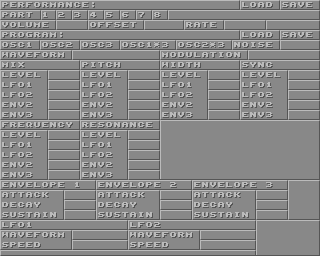 PERFORMANCE: LOAD SAVE
PART 1 2 3 4 5 6 7 8
VOLUME OFFSET RATE
PROGRAM: LOAD SAVE
OSC1 OSC2 OSC3 OSC1×3 OSC2×3 NOISE
WAVEFORM MODULATION
MIX PITCH WIDTH SYNC
LEVEL LEVEL LEVEL LEVEL
LFO1 LFO1 LFO1 LFO1
LFO2 LFO2 LFO2 LFO2
ENV2 ENV2 ENV2 ENV2
ENV3 ENV3 ENV3 ENV3
FREQUENCY RESONANCE
LEVEL LEVEL
LFO1 LFO1
LFO2 LFO2
ENV2 ENV2
ENV3 ENV3
ENVELOPE 1 ENVELOPE 2 ENVELOPE 3
ATTACK ATTACK ATTACK
DECAY DECAY DECAY
SUSTAIN SUSTAIN SUSTAIN
LFO1 LFO2
WAVEFORM WAVEFORM
SPEED SPEED